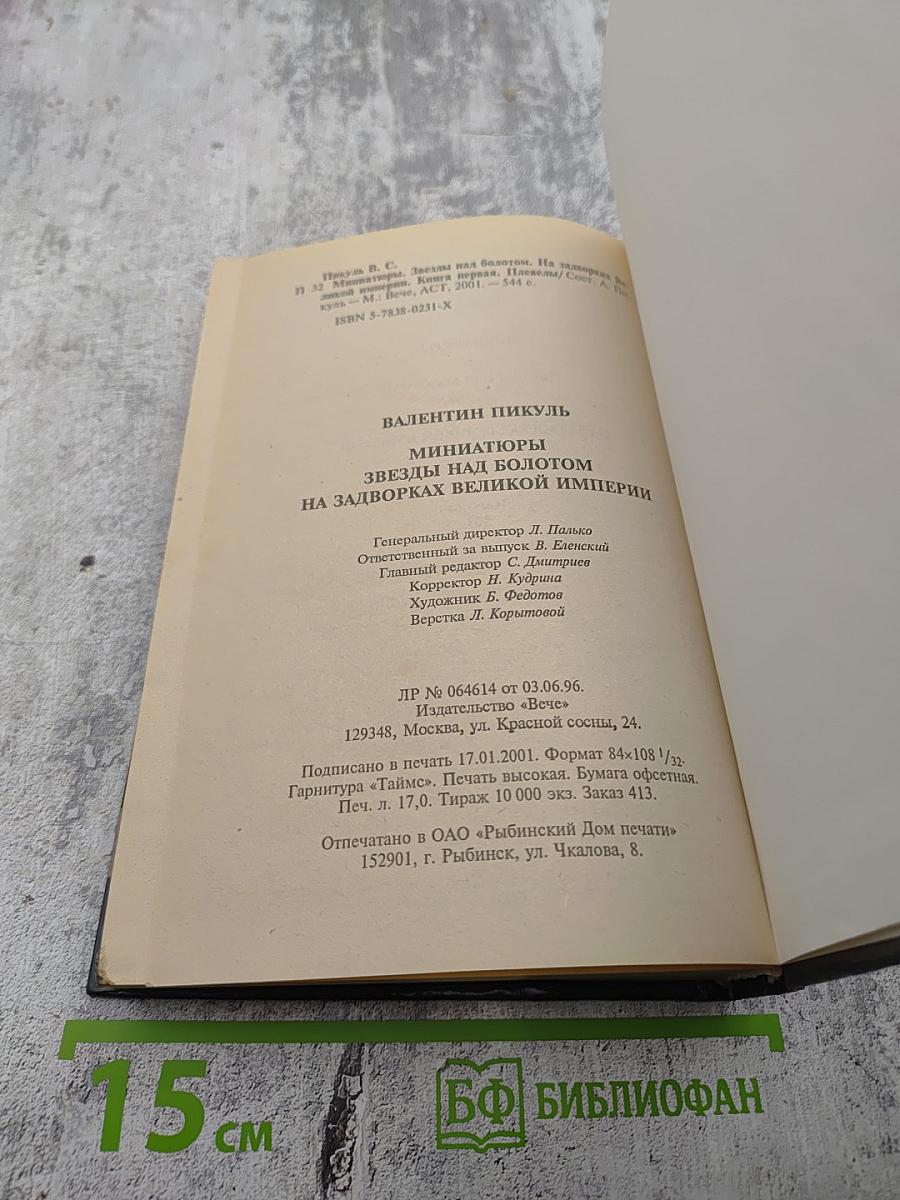 Пикуль В. С.
П 32 Миниатюры. Звезды над болотом. На задворках Ве-
ликой империи. Книга первая. Плевелы/ Сост. А. Пи-
куль — М.: Вече, АСТ, 2001. — 544 с.
ISBN 5-7838-0231-X
ВАЛЕНТИН ПИКУЛЬ
МИНИАТЮРЫ
ЗВЕЗДЫ НАД БОЛОТОМ
НА ЗАДВОРКАХ ВЕЛИКОЙ ИМПЕРИИ
Генеральный директор Л. Палько
Ответственный за выпуск В. Еленский
Главный редактор С. Дмитриев
Корректор Н. Кудрина
Художник Б. Федотов
Верстка Л. Корытовой
ЛР № 064614 от 03.06.96.
Издательство «Вече»
129348, Москва, ул. Красной сосны, 24.
Подписано в печать 17.01.2001. Формат 84×108 1/32.
Гарнитура «Таймс». Печать высокая. Бумага офсетная.
Печ. л. 17,0. Тираж 10 000 экз. Заказ 413.
Отпечатано в ОАО «Рыбинский Дом печати»
152901, г. Рыбинск, ул. Чкалова, 8.
15 см
БФ БИБЛИОФАН